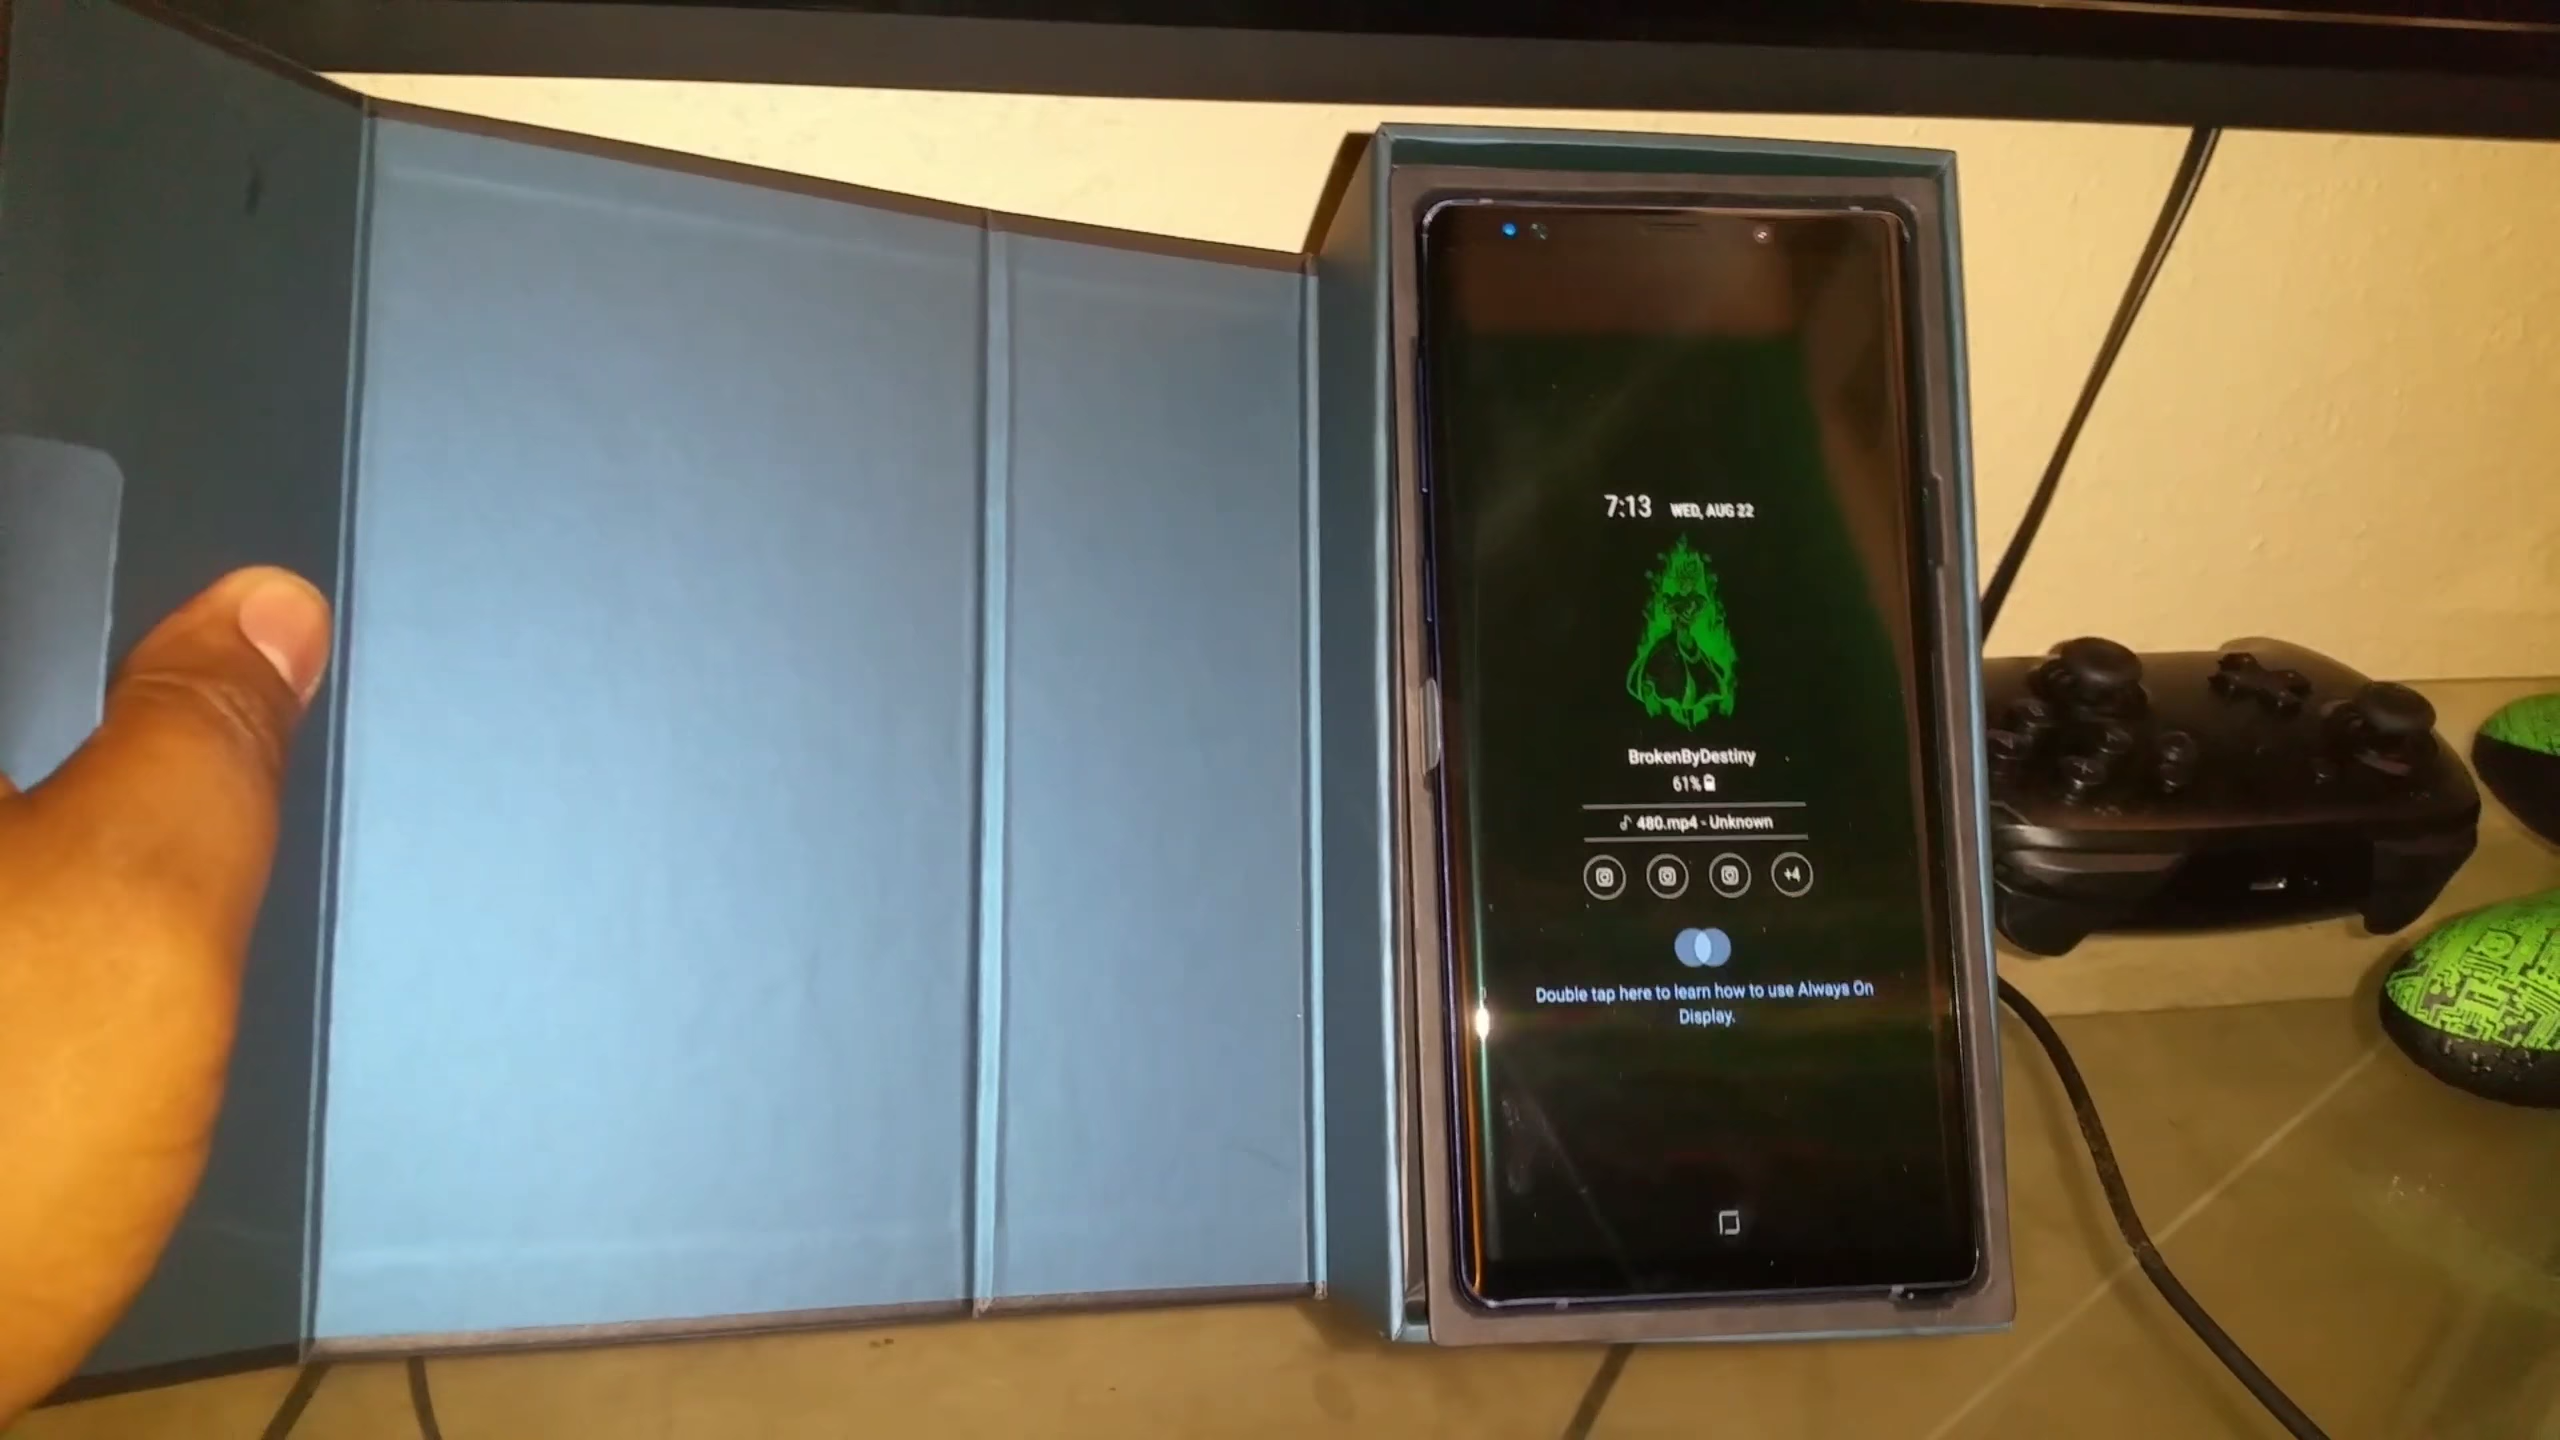 7:13 WED, AUG 22
BrokenByDestiny
61%
480.mp4 - Unknown
+4
Double tap here to learn how to use Always On
Display.